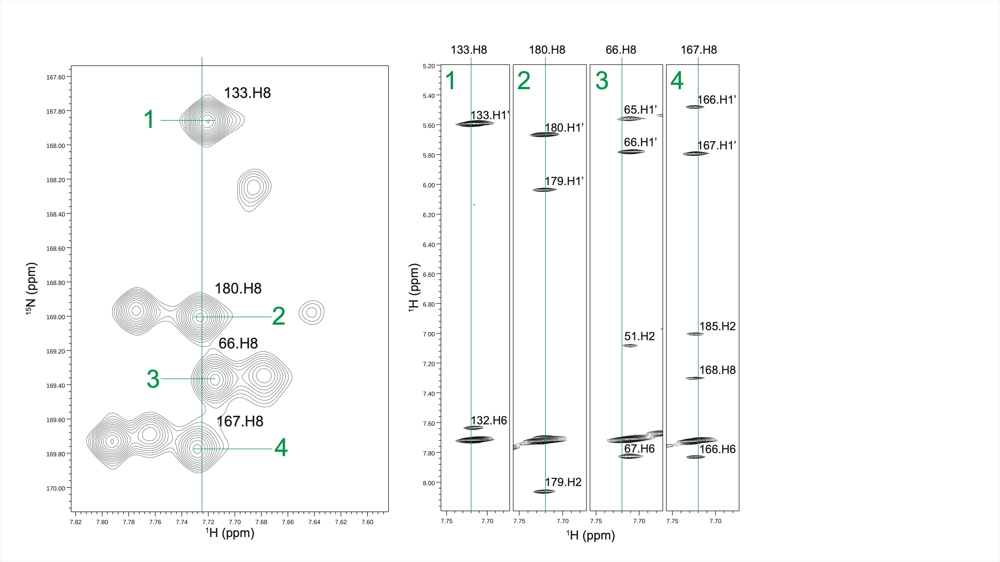 133.H8
180.H8
66.H8
167.H8
5.20
5.40
5.60
5.80
6.00
6.20
6.40
6.60
6.80
7.00
7.20
7.40
7.60
7.80
8.00
¹H (ppm)
1
133.H1’
132.H6
2
180.H1’
179.H1’
179.H2
3
65.H1’
66.H1’
51.H2
67.H6
4
166.H1’
167.H1’
185.H2
168.H8
166.H6
7.75 7.70
7.75 7.70
7.75 7.70
7.75 7.70
¹H (ppm)
167.60
167.80
168.00
168.20
168.40
168.60
168.80
169.00
169.20
169.40
169.60
169.80
170.00
¹⁵N (ppm)
133.H8
1
180.H8
2
66.H8
3
167.H8
4
7.82 7.80 7.78 7.76 7.74 7.72 7.70 7.68 7.66 7.64 7.62 7.60
¹H (ppm)